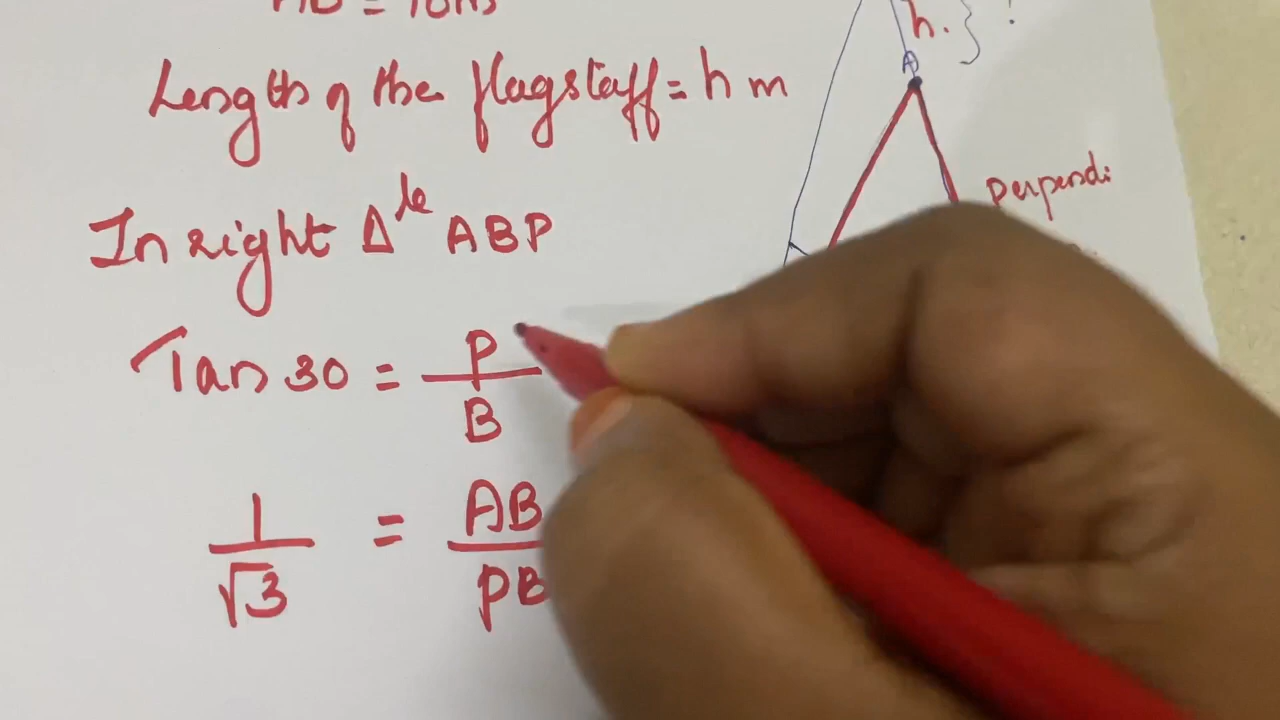 Length of the flagstaff = h m
h. } ?
A
Perpendi
In right Δle ABP
Tan 30 = P/B
1/√3 = AB/PB